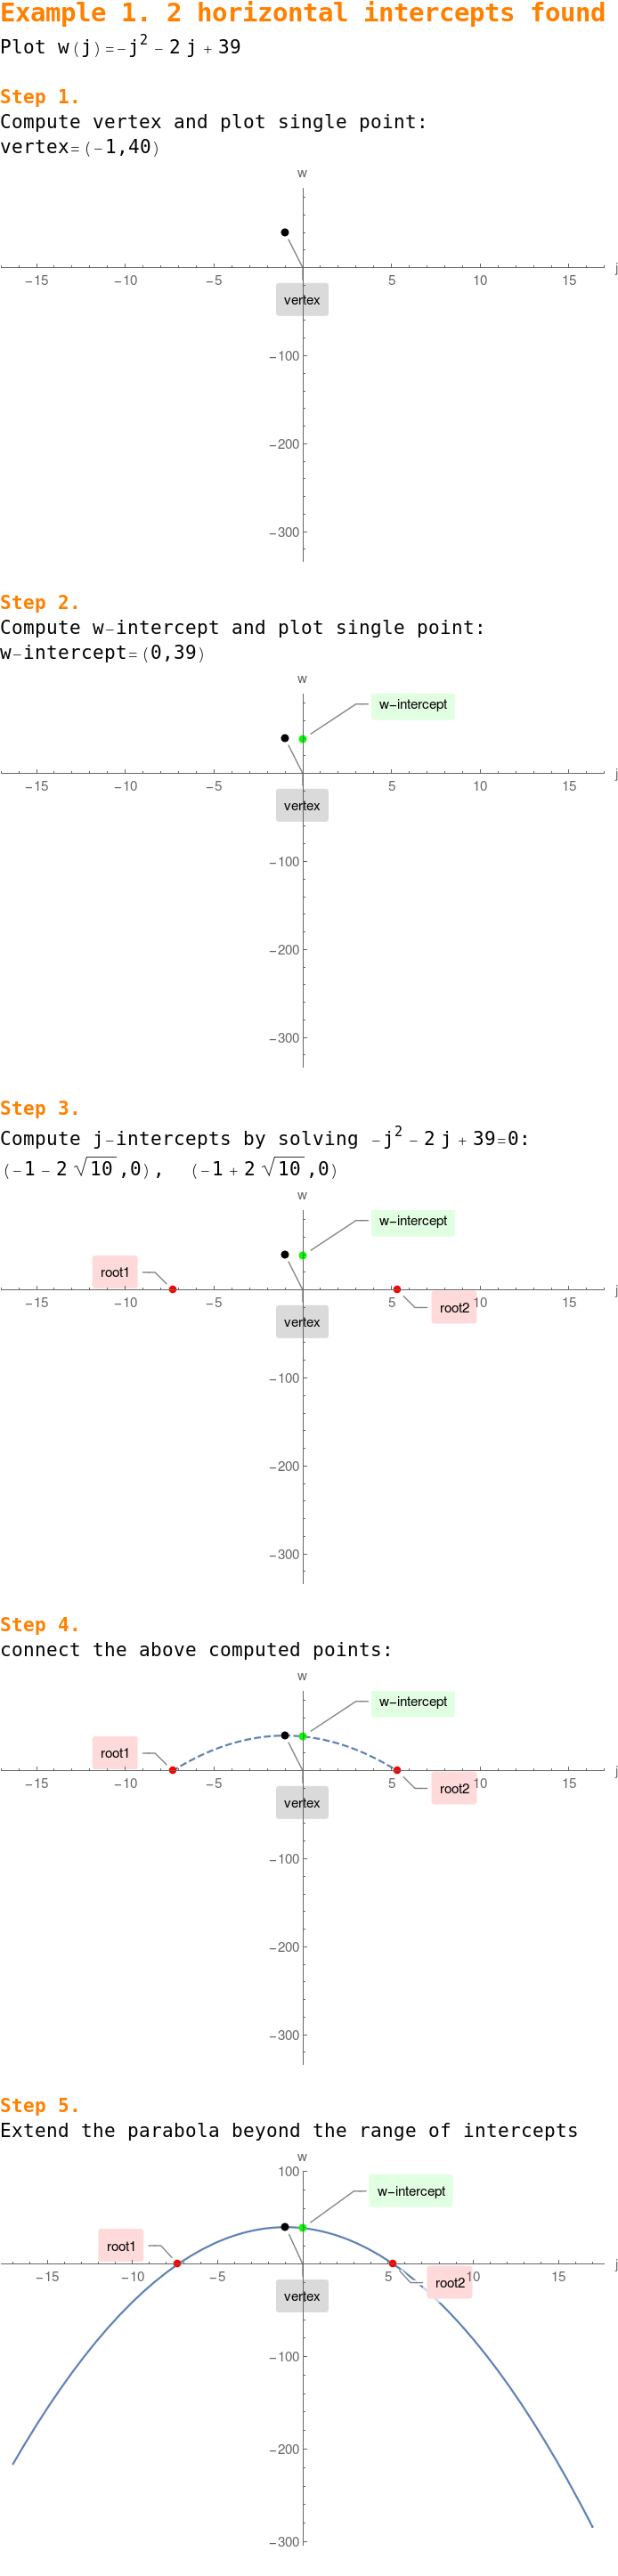 Example 1. 2 horizontal intercepts found
Plot w(j)=-j² - 2 j + 39
Step 1.
Compute vertex and plot single point:
vertex=(-1,40)
w
-15 -10 -5 5 10 15 j
vertex
-100
-200
-300
Step 2.
Compute w-intercept and plot single point:
w-intercept=(0,39)
w
w-intercept
-15 -10 -5 5 10 15 j
vertex
-100
-200
-300
Step 3.
Compute j-intercepts by solving -j² - 2 j + 39=0:
(-1 - 2 √10 ,0), (-1 + 2 √10 ,0)
w
w-intercept
root1
-15 -10 -5 5 10 15 j
root2
vertex
-100
-200
-300
Step 4.
connect the above computed points:
w
w-intercept
root1
-15 -10 -5 5 10 15 j
root2
vertex
-100
-200
-300
Step 5.
Extend the parabola beyond the range of intercepts
w
100
w-intercept
root1
-15 -10 -5 5 10 15 j
root2
vertex
-100
-200
-300